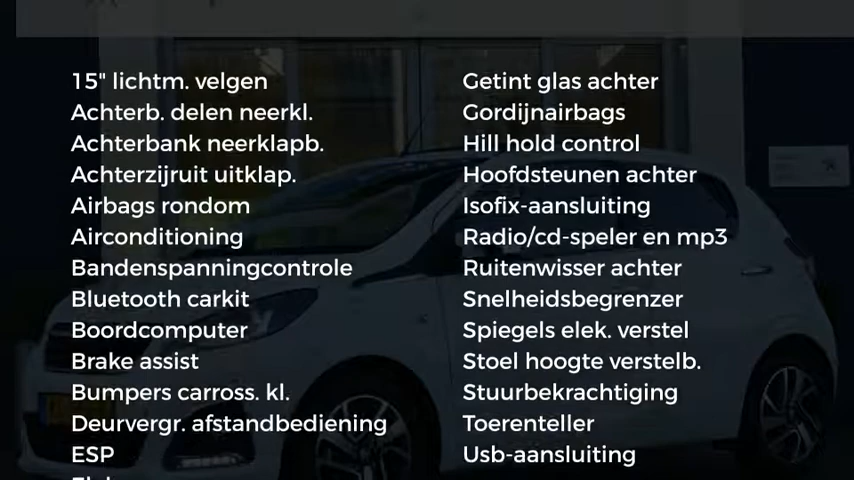 15" lichtm. velgen
Achterb. delen neerkl.
Achterbank neerklapb.
Achterzijruit uitklap.
Airbags rondom
Airconditioning
Bandenspanningcontrole
Bluetooth carkit
Boordcomputer
Brake assist
Bumpers carross. kl.
Deurvergr. afstandbediening
ESP
Getint glas achter
Gordijnairbags
Hill hold control
Hoofdsteunen achter
Isofix-aansluiting
Radio/cd-speler en mp3
Ruitenwisser achter
Snelheidsbegrenzer
Spiegels elek. verstel
Stoel hoogte verstelb.
Stuurbekrachtiging
Toerenteller
Usb-aansluiting